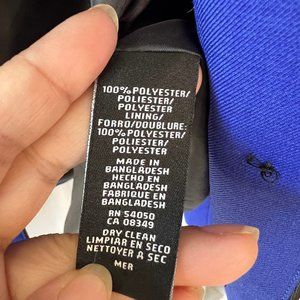 100% POLYESTER/
POLIESTER/
POLYESTER
LINING/
FORRO/DOUBLURE:
100% POLYESTER/
POLIESTER/
POLYESTER
MADE IN
BANGLADESH
HECHO EN
BANGLADESH
FABRIQUE EN
BANGLADESH
RN 54050
CA 08349
DRY CLEAN
LIMPIAR EN SECO
NETTOYER A SEC
MER